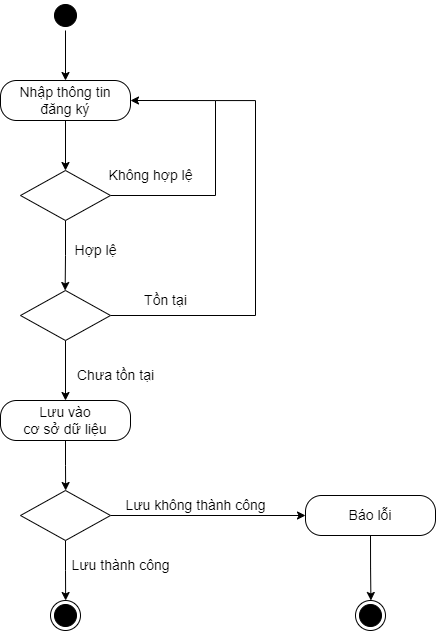 Nhập thông tin
đăng ký
Không hợp lệ
Hợp lệ
Tồn tại
Chưa tồn tại
Lưu vào
cơ sở dữ liệu
Lưu không thành công
Báo lỗi
Lưu thành công